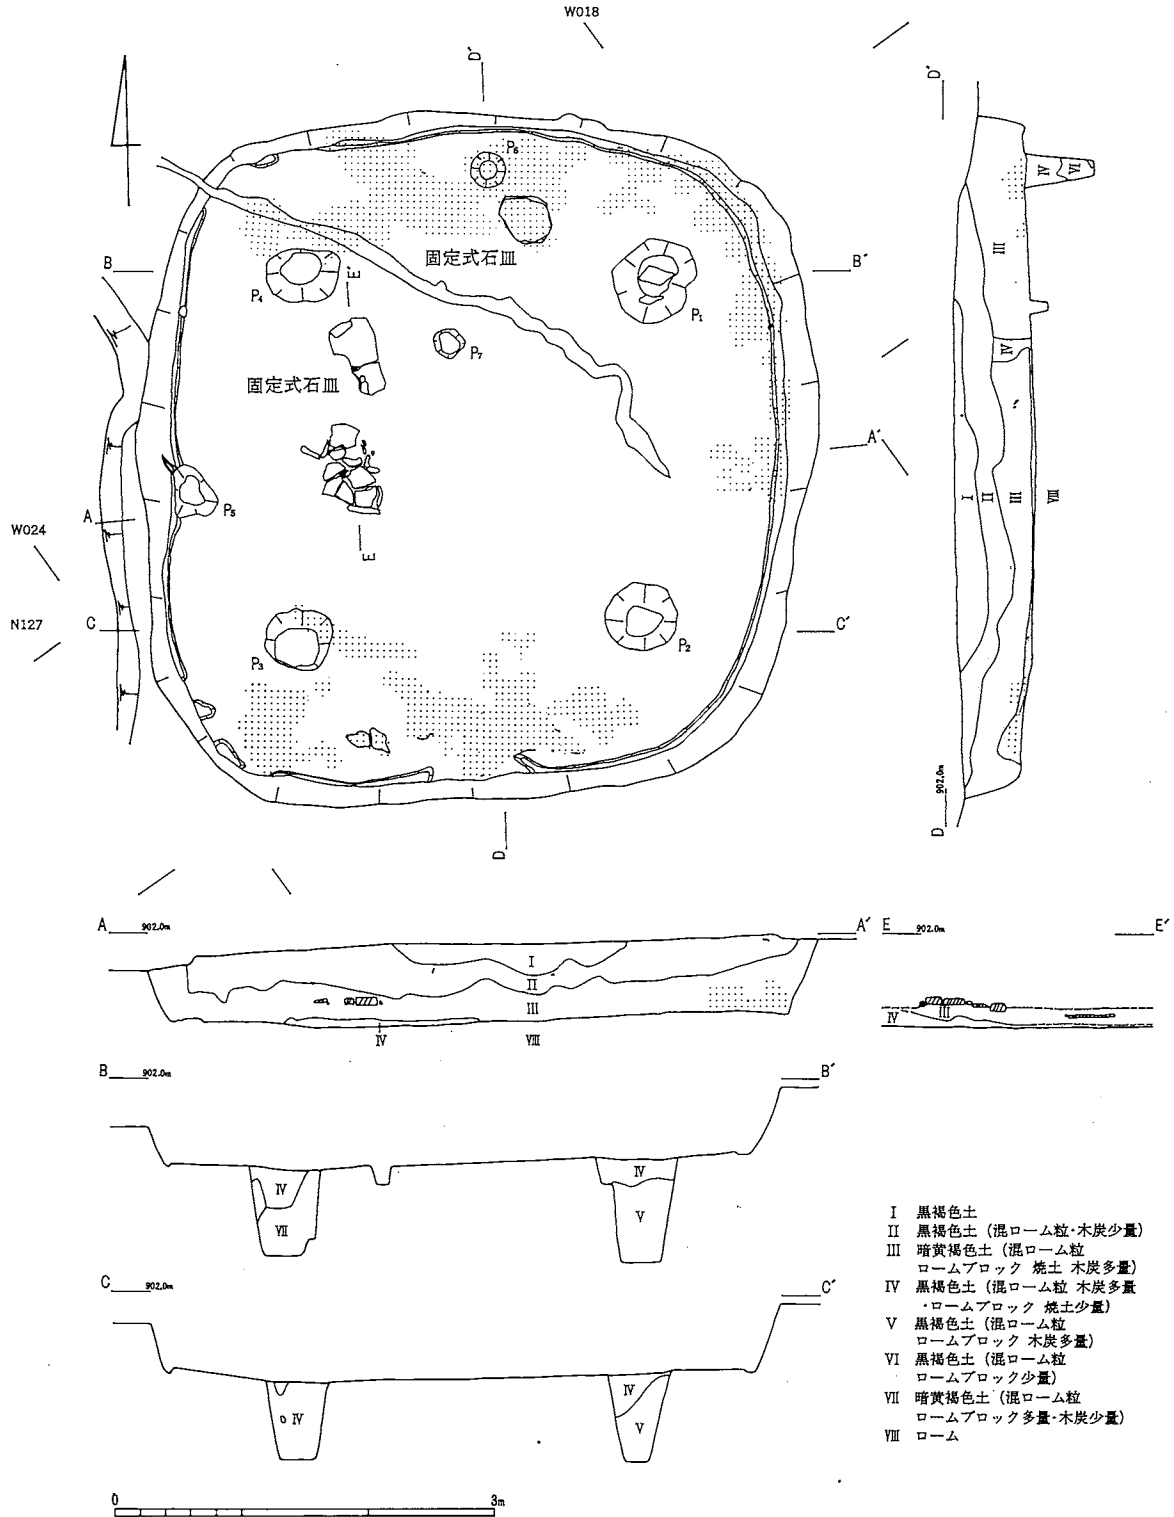 W018
D′
D′
P₆
固定式石皿
B
B′
E′
P₄
P₁
P₇
固定式石皿
A′
P₅
A
W024
E
N127
C
C′
P₃
P₂
D
D
902.0m
III
IV
VI
IV
I
II
III
VIII
A
902.0m
A′
I
II
III
IV
VIII
E
902.0m
E′
IV
III
B
902.0m
B′
IV
VII
IV
V
C
902.0m
C′
IV
IV
V
I 黒褐色土
II 黒褐色土 (混ローム粒・木炭少量)
III 暗黄褐色土 (混ローム粒
ロームブロック 焼土 木炭多量)
IV 黒褐色土 (混ローム粒 木炭多量
・ロームブロック 焼土少量)
V 黒褐色土 (混ローム粒
ロームブロック 木炭多量)
VI 黒褐色土 (混ローム粒
ロームブロック少量)
VII 暗黄褐色土 (混ローム粒
ロームブロック多量・木炭少量)
VIII ローム
0
3m